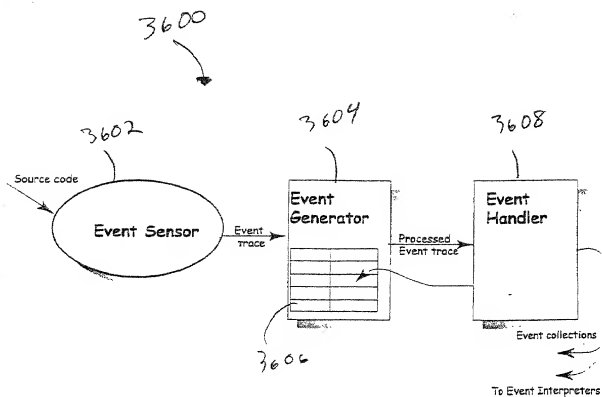 3600
3602
3604
3608
Source code
Event Sensor
Event
Trace
Event
Generator
Processed
Event trace
Event
Handler
3606
Event collections
To Event Interpreters